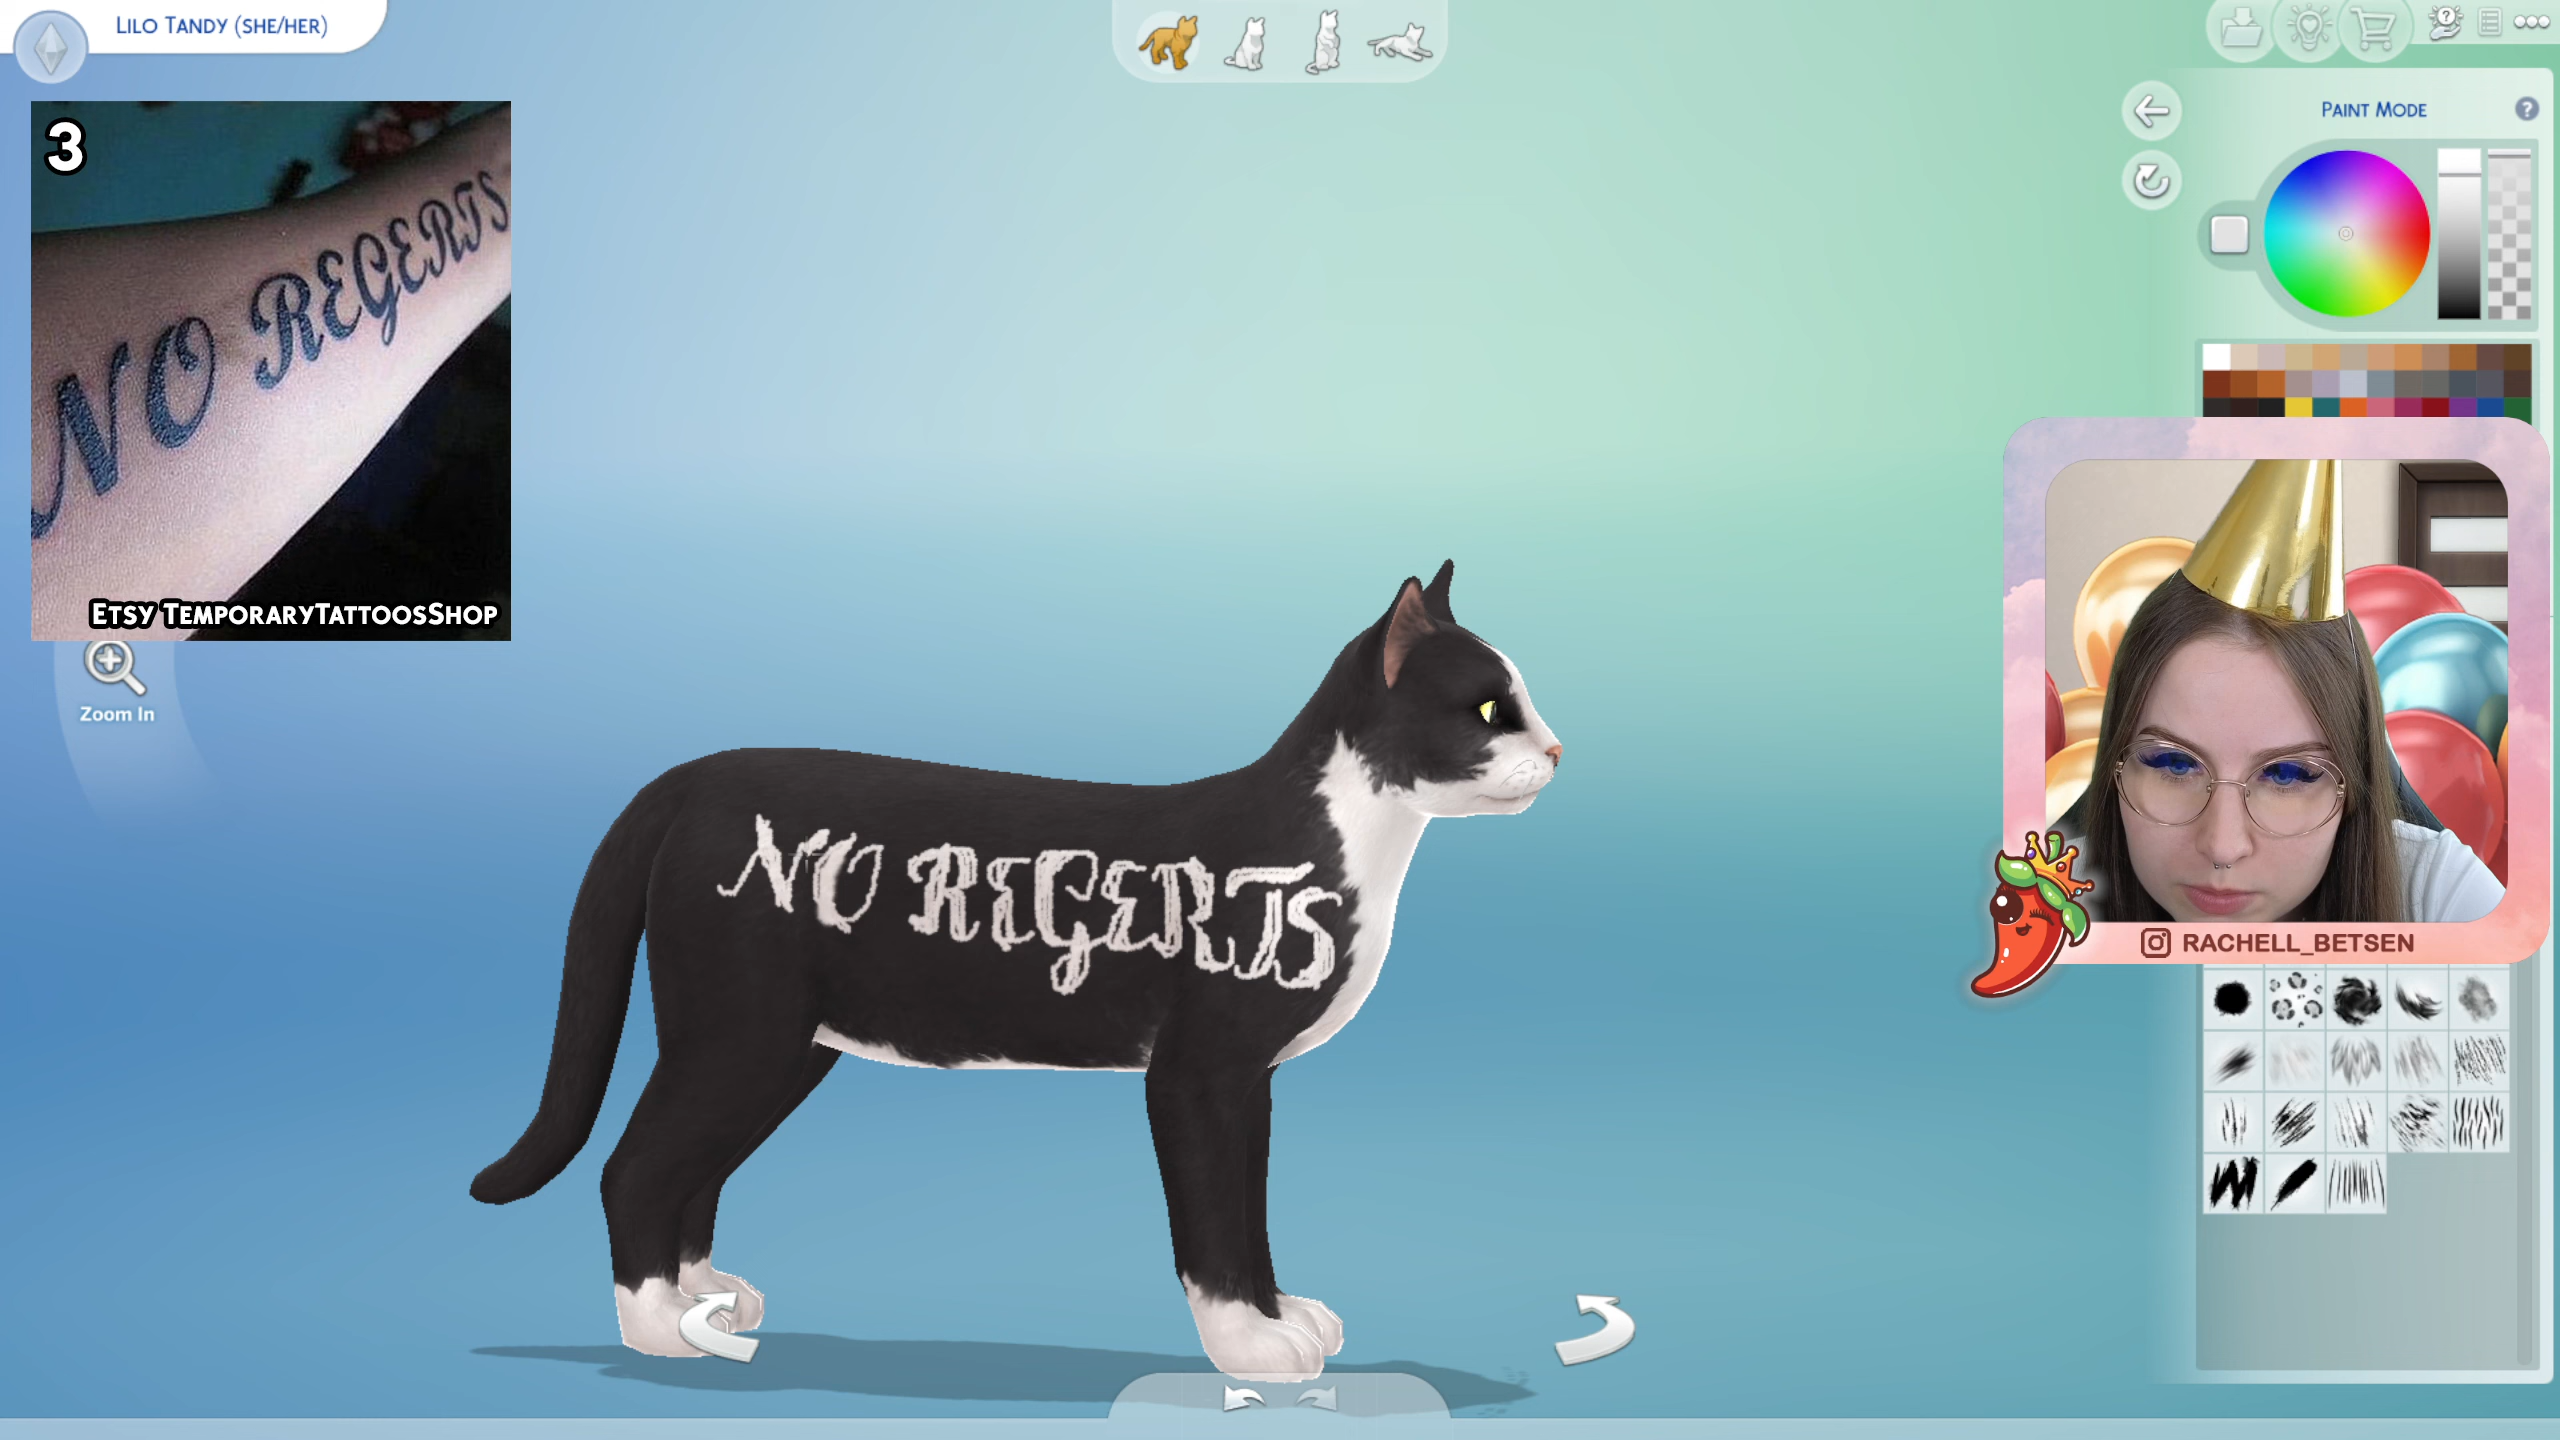 LILO TANDY (SHE/HER)
3
NO REGERTS
ETSY TEMPORARYTATTOOSSHOP
Zoom In
NO REGERTS
PAINT MODE
?
RACHELL_BETSEN